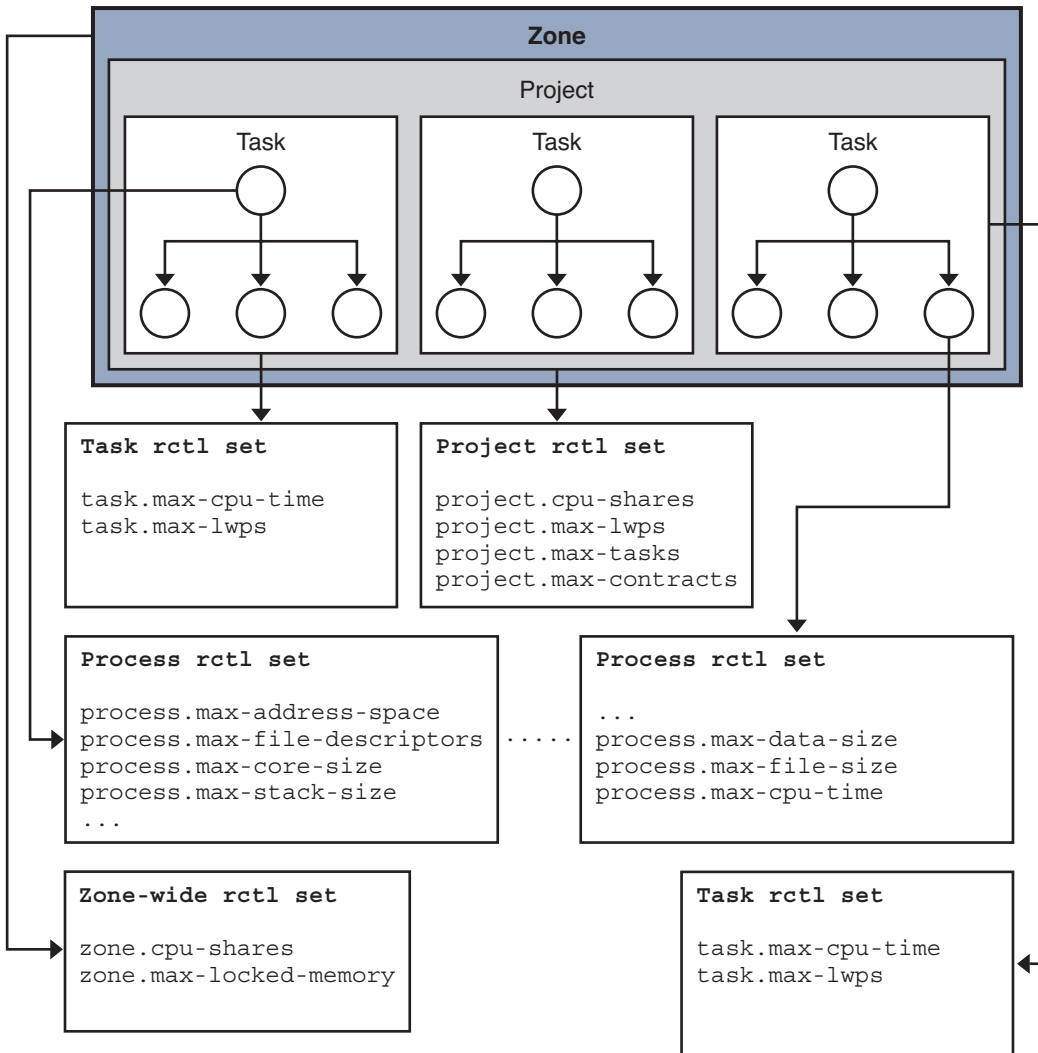 Zone
Project
Task
Task
Task
Task rctl set
task.max-cpu-time
task.max-lwps
Project rctl set
project.cpu-shares
project.max-lwps
project.max-tasks
project.max-contracts
Process rctl set
process.max-address-space
process.max-file-descriptors
process.max-core-size
process.max-stack-size
...
.....
Process rctl set
...
process.max-data-size
process.max-file-size
process.max-cpu-time
Zone-wide rctl set
zone.cpu-shares
zone.max-locked-memory
Task rctl set
task.max-cpu-time
task.max-lwps